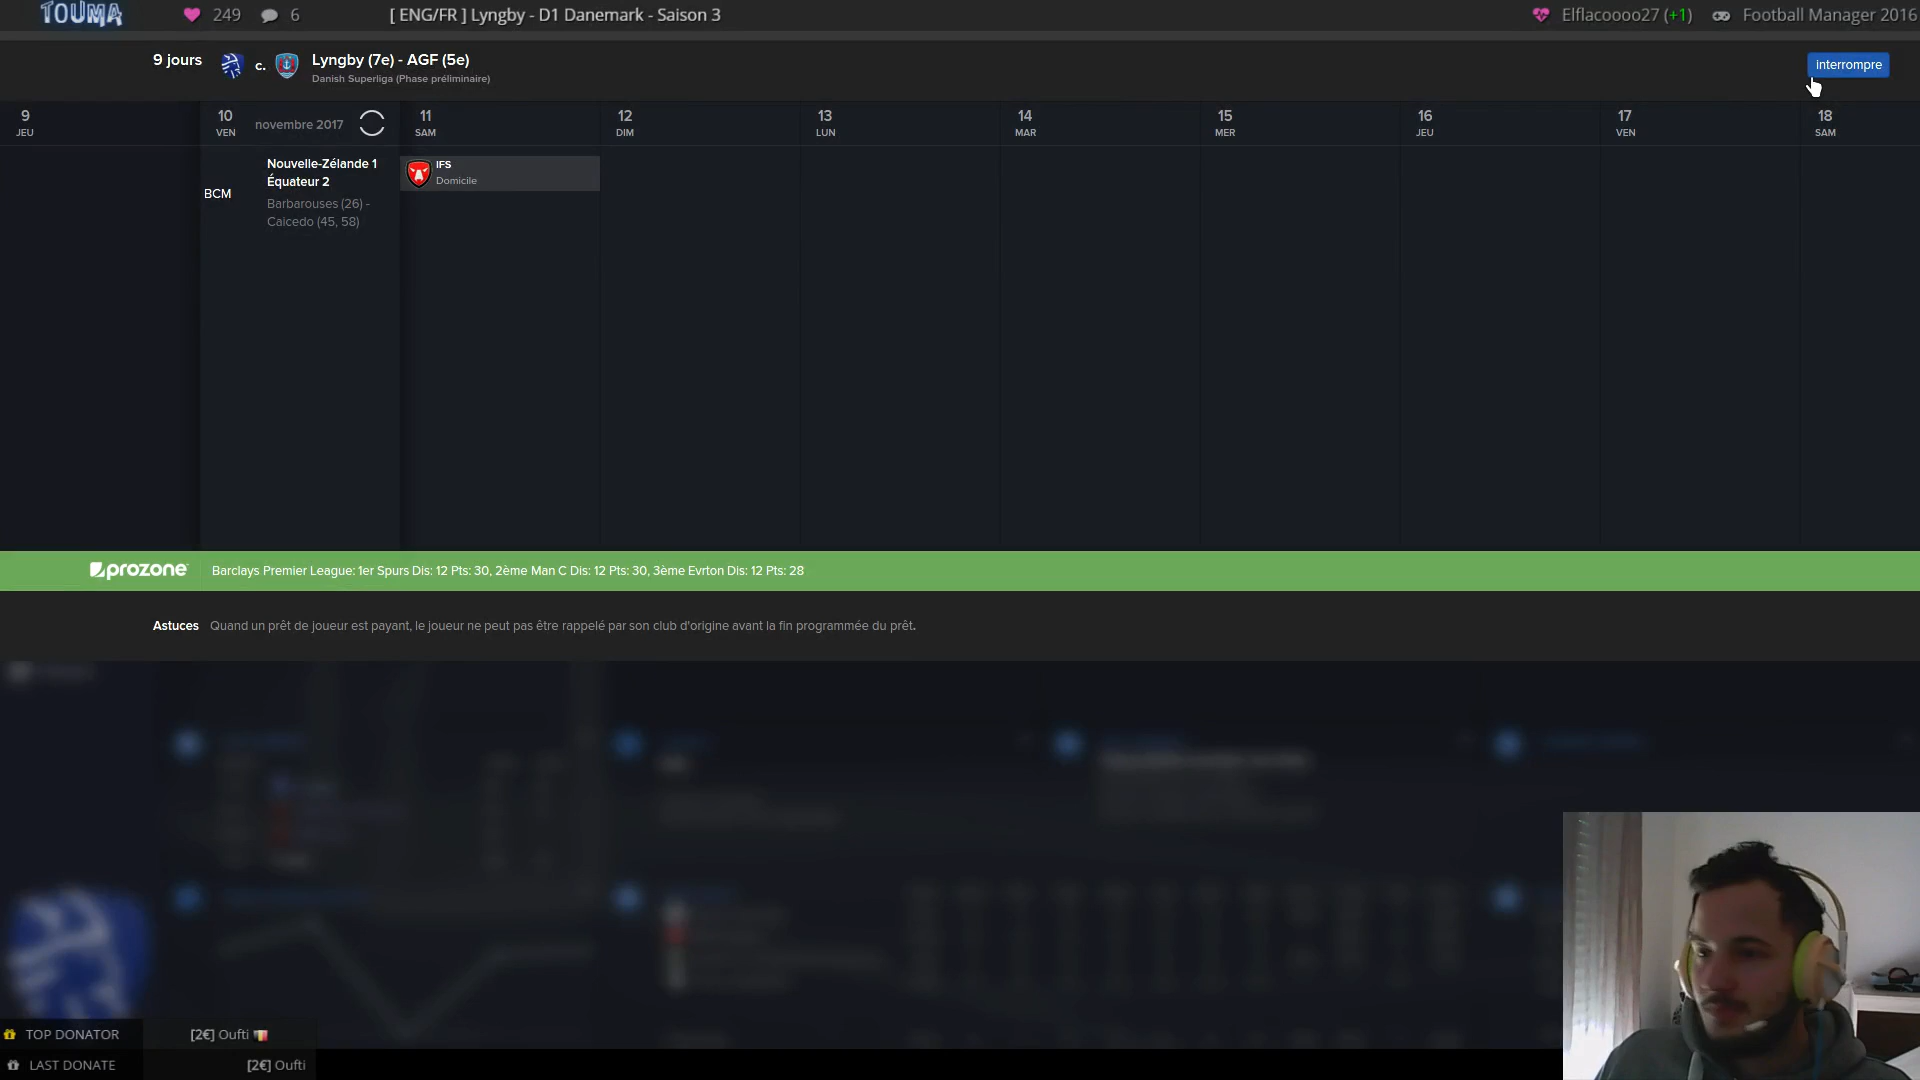 TOUMA
249
6
[ ENG/FR ] Lyngby - D1 Danemark - Saison 3
Elflacoooo27 (+1)
Football Manager 2016
9 jours
c.
Lyngby (7e) - AGF (5e)
Danish Superliga (Phase préliminaire)
interrompre
9
JEU
10
VEN
novembre 2017
11
SAM
12
DIM
13
LUN
14
MAR
15
MER
16
JEU
17
VEN
18
SAM
BCM
Nouvelle-Zélande 1
Équateur 2
Barbarouses (26) -
Caicedo (45, 58)
IFS
Domicile
prozone
Barclays Premier League: 1er Spurs Dis: 12 Pts: 30, 2ème Man C Dis: 12 Pts: 30, 3ème Evrton Dis: 12 Pts: 28
Astuces
Quand un prêt de joueur est payant, le joueur ne peut pas être rappelé par son club d'origine avant la fin programmée du prêt.
TOP DONATOR
[2€] Oufti
LAST DONATE
[2€] Oufti